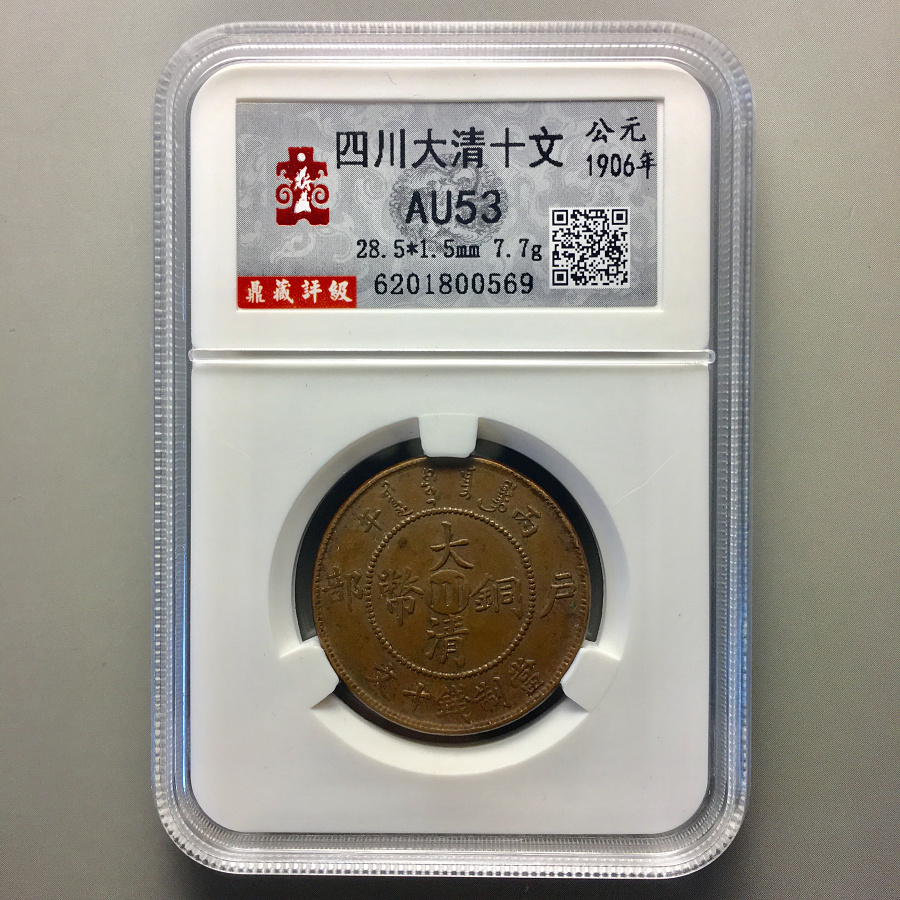 四川大清十文
公元
1906年
AU53
28.5*1.5mm 7.7g
鼎藏評級
6201800569
丙午
戶部
大清
銅幣
川
當制錢十文